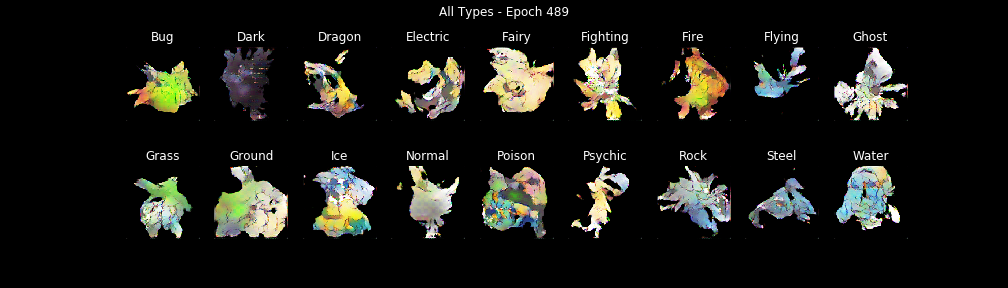 All Types - Epoch 489
Bug Dark Dragon Electric Fairy Fighting Fire Flying Ghost
Grass Ground Ice Normal Poison Psychic Rock Steel Water